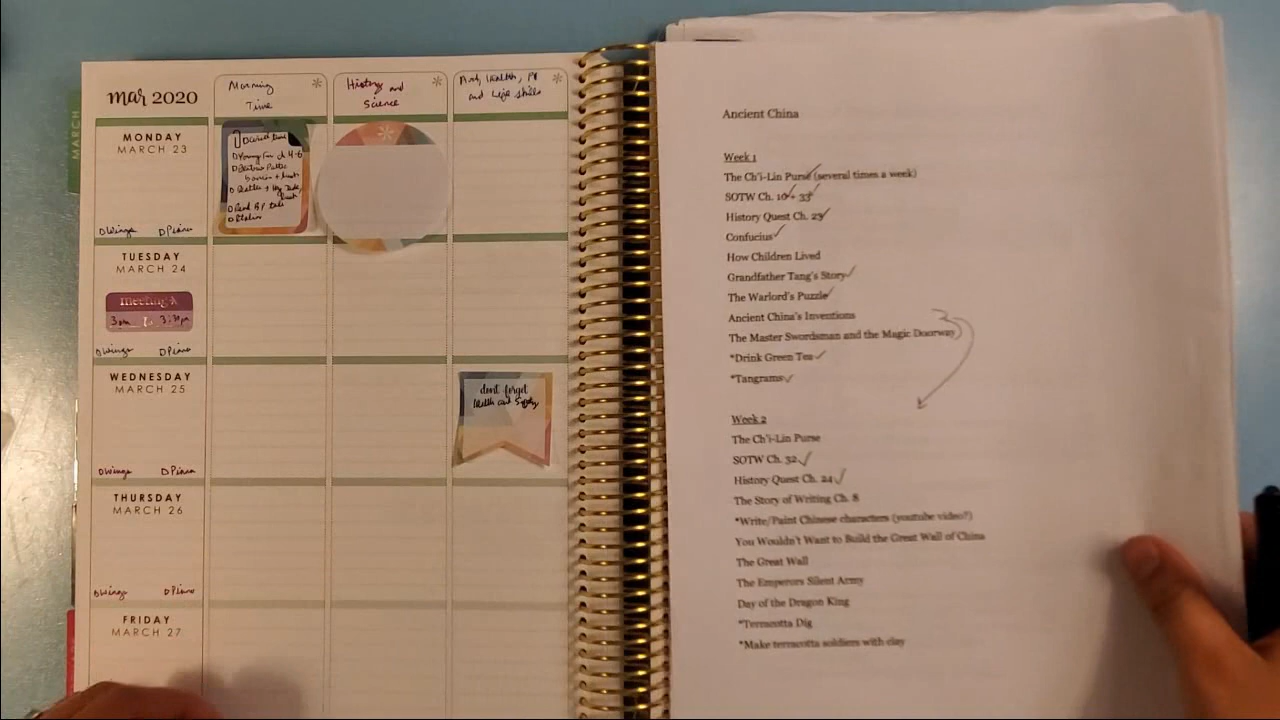 MARCH
mar 2020
Morning
Time
History and
Science
Art, Health, PE
and Life skills
MONDAY
MARCH 23
Read
Wings Piano
TUESDAY
MARCH 24
meeting
3pm to 3:30pm
Wings Piano
WEDNESDAY
MARCH 25
don't forget
Health and Safety
Wings Piano
THURSDAY
MARCH 26
Wings Piano
FRIDAY
MARCH 27
Ancient China
Week 1
The Ch'i-Lin Purse (several times a week)
SOTW Ch. 10 + 33
History Quest Ch. 23
Confucius
How Children Lived
Grandfather Tang's Story
The Warlord's Puzzle
Ancient China's Inventions
The Master Swordsman and the Magic Doorway
*Drink Green Tea
*Tangrams
Week 2
The Ch'i-Lin Purse
SOTW Ch. 32
History Quest Ch. 24
The Story of Writing Ch. 8
*Write/Paint Chinese characters (youtube video?)
You Wouldn't Want to Build the Great Wall of China
The Great Wall
The Emperors Silent Army
Day of the Dragon King
*Terracotta Dig
*Make terracotta soldiers with clay